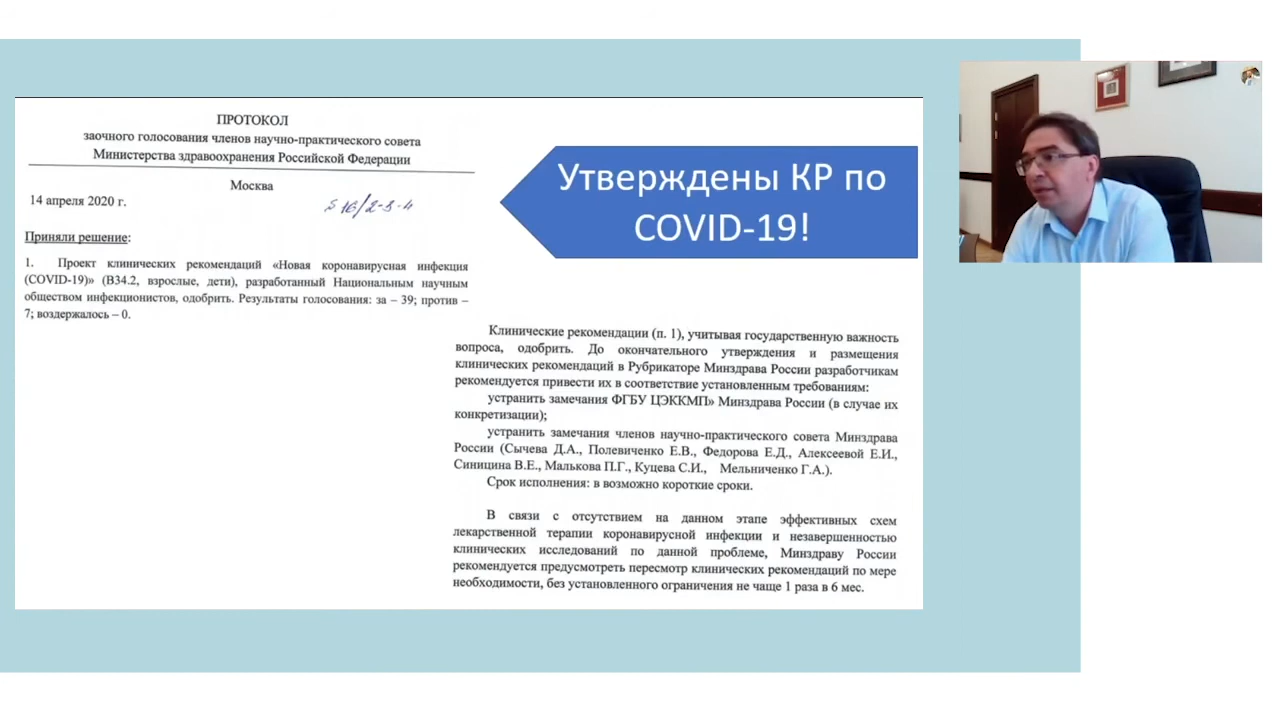 ПРОТОКОЛ
заочного голосования членов научно-практического совета
Министерства здравоохранения Российской Федерации
Москва
14 апреля 2020 г.
16/2-3-4
Приняли решение:
1. Проект клинических рекомендаций «Новая коронавирусная инфекция
(COVID-19)» (B34.2, взрослые, дети), разработанный Национальным научным
обществом инфекционистов, одобрить. Результаты голосования: за – 39; против –
7; воздержалось – 0.
Утверждены КР по
COVID-19!
Клинические рекомендации (п. 1), учитывая государственную важность
вопроса, одобрить. До окончательного утверждения и размещения
клинических рекомендаций в Рубрикаторе Минздрава России разработчикам
рекомендуется привести их в соответствие установленным требованиям:
устранить замечания ФГБУ ЦЭККМП» Минздрава России (в случае их
конкретизации);
устранить замечания членов научно-практического совета Минздрава
России (Сычева Д.А., Полевиченко Е.В., Федорова Е.Д., Алексеевой Е.И.,
Синицина В.Е., Малькова П.Г., Куцева С.И., Мельниченко Г.А.).
Срок исполнения: в возможно короткие сроки.
В связи с отсутствием на данном этапе эффективных схем
лекарственной терапии коронавирусной инфекции и незавершенностью
клинических исследований по данной проблеме, Минздраву России
рекомендуется предусмотреть пересмотр клинических рекомендаций по мере
необходимости, без установленного ограничения не чаще 1 раза в 6 мес.